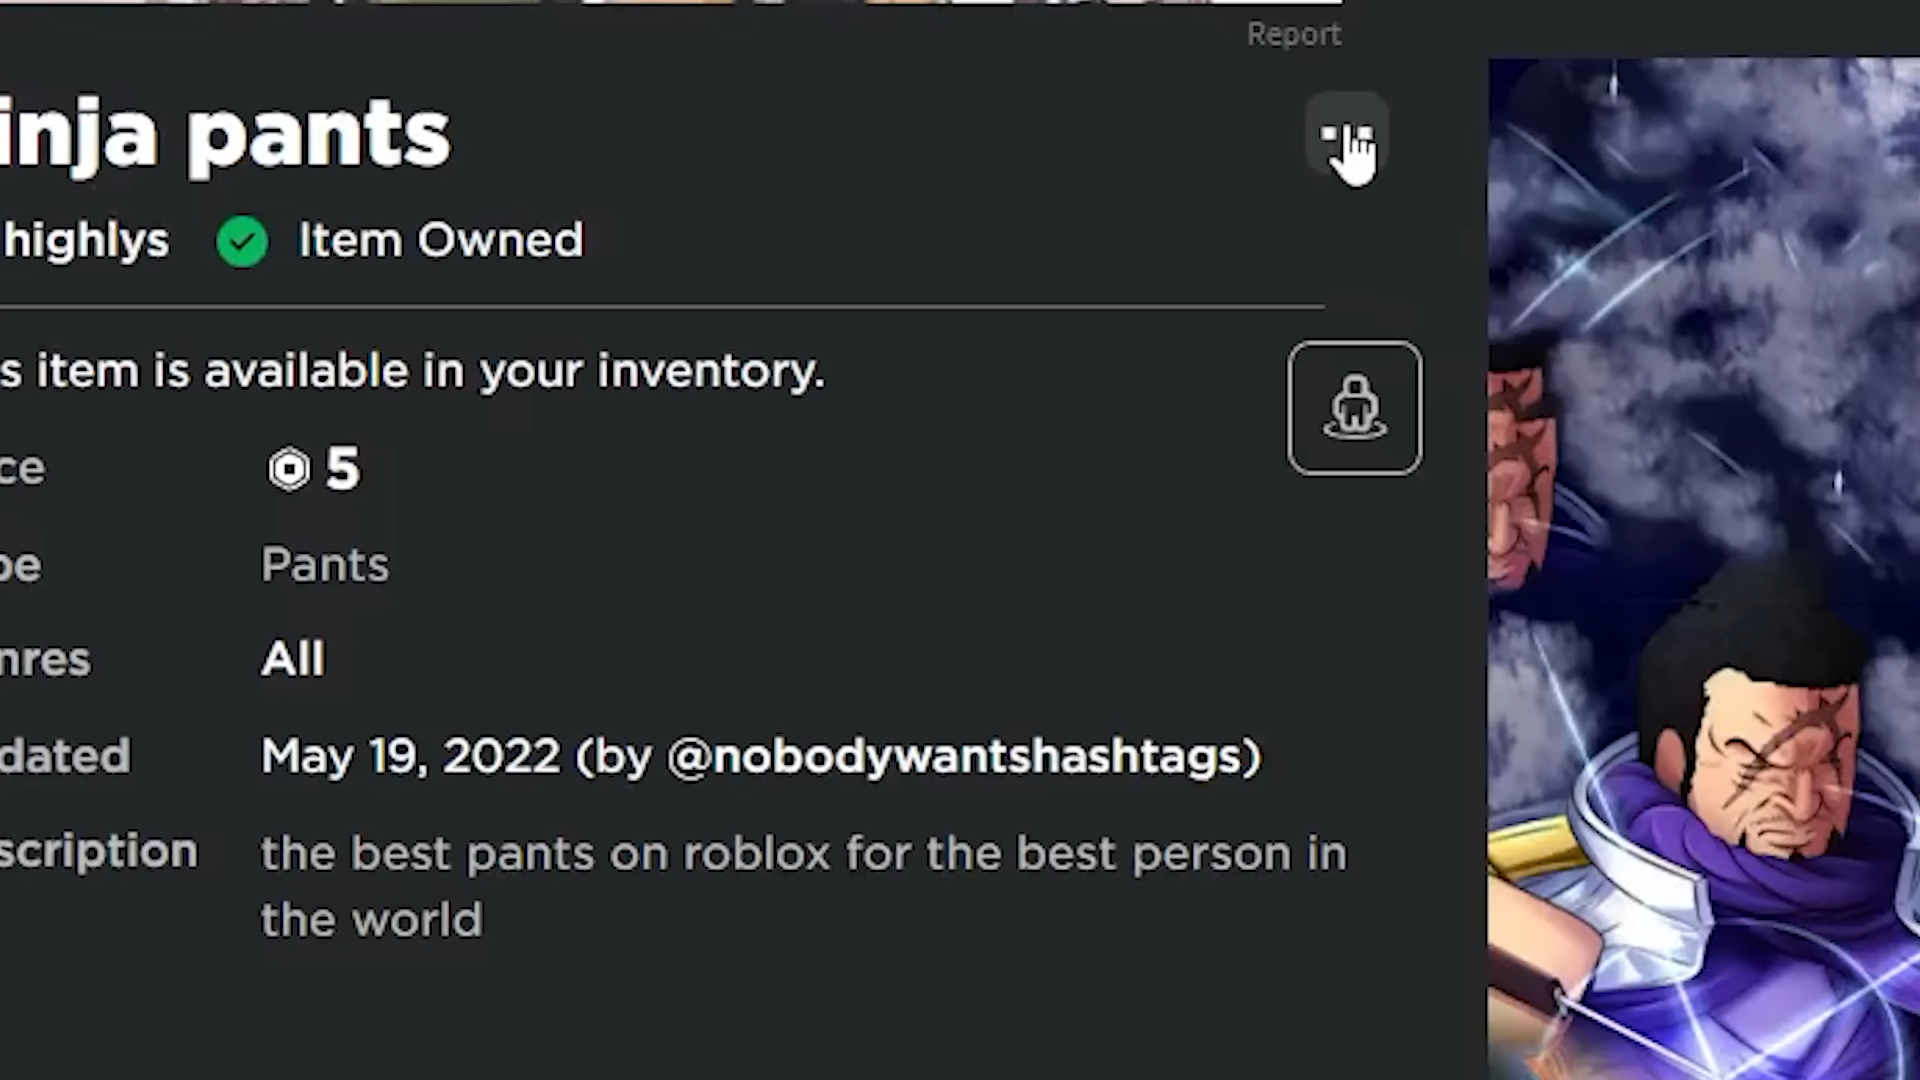 Report
inja pants
highlys Item Owned
s item is available in your inventory.
ce 5
pe Pants
nres All
dated May 19, 2022 (by @nobodywantshashtags)
scription the best pants on roblox for the best person in
the world